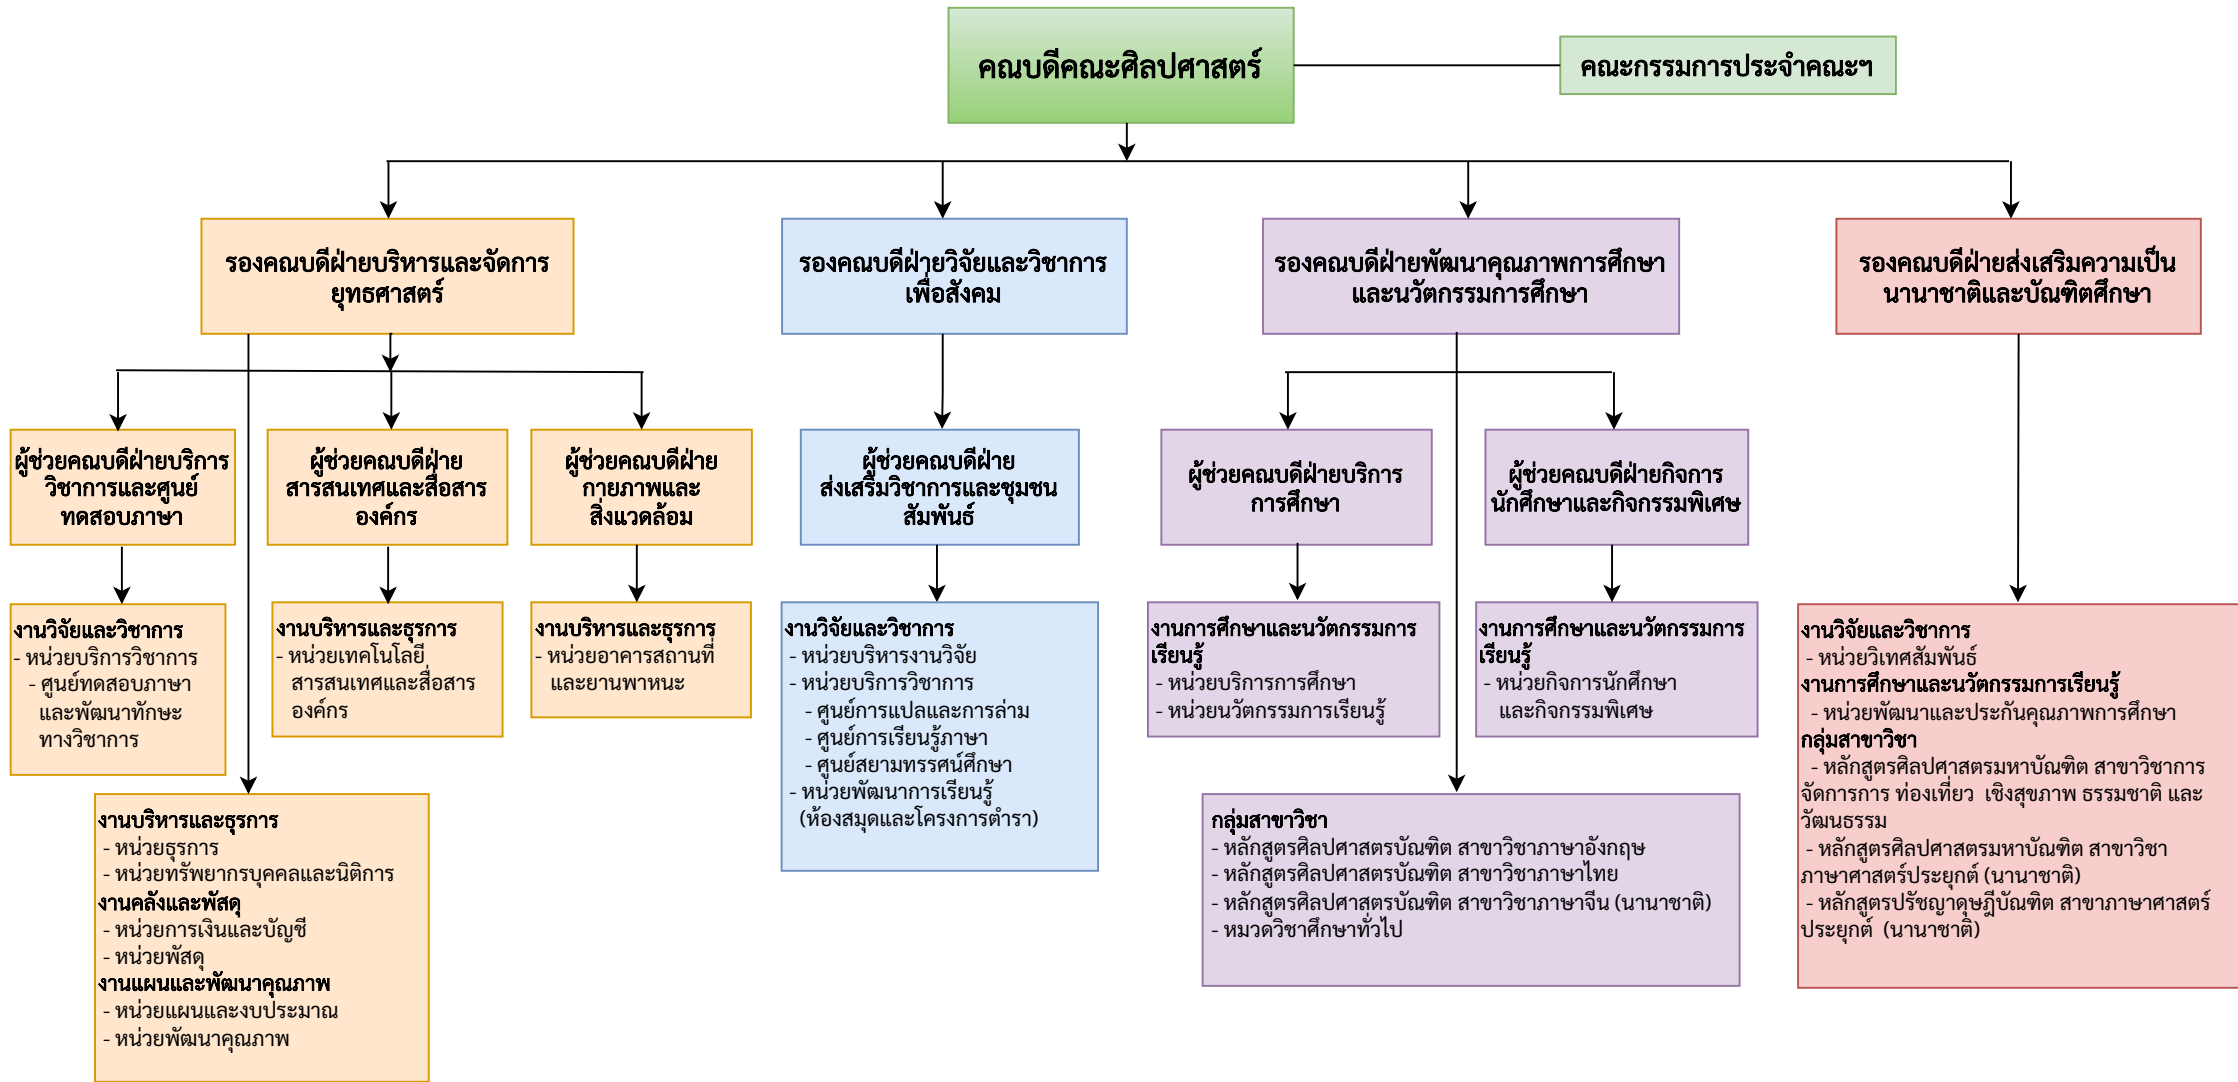 คณบดีคณะศิลปศาสตร์
คณะกรรมการประจำคณะฯ
รองคณบดีฝ่ายบริหารและจัดการ
ยุทธศาสตร์
รองคณบดีฝ่ายวิจัยและวิชาการ
เพื่อสังคม
รองคณบดีฝ่ายพัฒนาคุณภาพการศึกษา
และนวัตกรรมการศึกษา
รองคณบดีฝ่ายส่งเสริมความเป็น
นานาชาติและบัณฑิตศึกษา
ผู้ช่วยคณบดีฝ่ายบริการ
วิชาการและศูนย์
ทดสอบภาษา
ผู้ช่วยคณบดีฝ่าย
สารสนเทศและสื่อสาร
องค์กร
ผู้ช่วยคณบดีฝ่าย
กายภาพและ
สิ่งแวดล้อม
ผู้ช่วยคณบดีฝ่าย
ส่งเสริมวิชาการและชุมชน
สัมพันธ์
ผู้ช่วยคณบดีฝ่ายบริการ
การศึกษา
ผู้ช่วยคณบดีฝ่ายกิจการ
นักศึกษาและกิจกรรมพิเศษ
งานวิจัยและวิชาการ
- หน่วยบริการวิชาการ
- ศูนย์ทดสอบภาษา
และพัฒนาทักษะ
ทางวิชาการ
งานบริหารและธุรการ
- หน่วยเทคโนโลยี
สารสนเทศและสื่อสาร
องค์กร
งานบริหารและธุรการ
- หน่วยอาคารสถานที่
และยานพาหนะ
งานวิจัยและวิชาการ
- หน่วยบริหารงานวิจัย
- หน่วยบริการวิชาการ
- ศูนย์การแปลและการล่าม
- ศูนย์การเรียนรู้ภาษา
- ศูนย์สยามทรรศน์ศึกษา
- หน่วยพัฒนาการเรียนรู้
(ห้องสมุดและโครงการตำรา)
งานการศึกษาและนวัตกรรมการ
เรียนรู้
- หน่วยบริการการศึกษา
- หน่วยนวัตกรรมการเรียนรู้
งานการศึกษาและนวัตกรรมการ
เรียนรู้
- หน่วยกิจการนักศึกษา
และกิจกรรมพิเศษ
งานวิจัยและวิชาการ
- หน่วยวิเทศสัมพันธ์
งานการศึกษาและนวัตกรรมการเรียนรู้
- หน่วยพัฒนาและประกันคุณภาพการศึกษา
กลุ่มสาขาวิชา
- หลักสูตรศิลปศาสตรมหาบัณฑิต สาขาวิชาการ
จัดการการ ท่องเที่ยว เชิงสุขภาพ ธรรมชาติ และ
วัฒนธรรม
- หลักสูตรศิลปศาสตรมหาบัณฑิต สาขาวิชา
ภาษาศาสตร์ประยุกต์ (นานาชาติ)
- หลักสูตรปรัชญาดุษฎีบัณฑิต สาขาภาษาศาสตร์
ประยุกต์ (นานาชาติ)
งานบริหารและธุรการ
- หน่วยธุรการ
- หน่วยทรัพยากรบุคคลและนิติการ
งานคลังและพัสดุ
- หน่วยการเงินและบัญชี
- หน่วยพัสดุ
งานแผนและพัฒนาคุณภาพ
- หน่วยแผนและงบประมาณ
- หน่วยพัฒนาคุณภาพ
กลุ่มสาขาวิชา
- หลักสูตรศิลปศาสตรบัณฑิต สาขาวิชาภาษาอังกฤษ
- หลักสูตรศิลปศาสตรบัณฑิต สาขาวิชาภาษาไทย
- หลักสูตรศิลปศาสตรบัณฑิต สาขาวิชาภาษาจีน (นานาชาติ)
- หมวดวิชาศึกษาทั่วไป